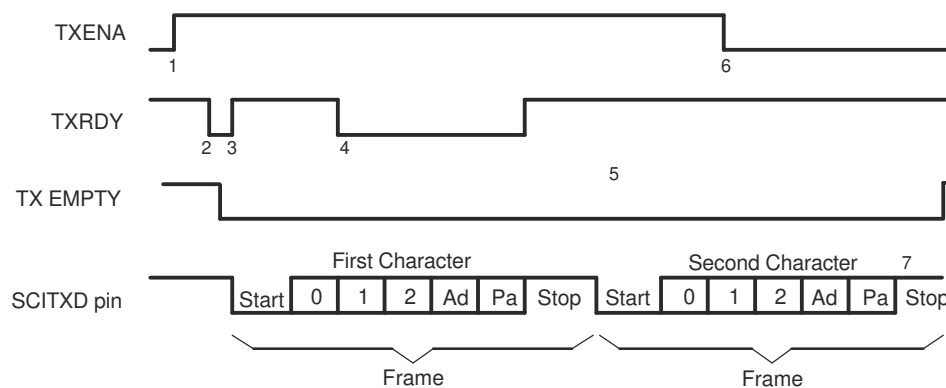 TXENA
1
6
TXRDY
2
3
4
5
TX EMPTY
First Character
Second Character
7
SCITXD pin
Start 0 1 2 Ad Pa Stop Start 0 1 2 Ad Pa Stop
Frame
Frame